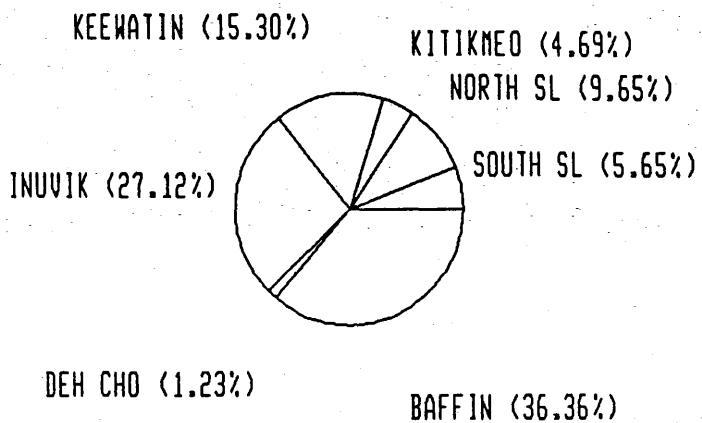 KEEWATIN (15.30%)
KITIKMEO (4.69%)
NORTH SL (9.65%)
SOUTH SL (5.65%)
INUVIK (27.12%)
DEH CHO (1.23%)
BAFFIN (36.36%)